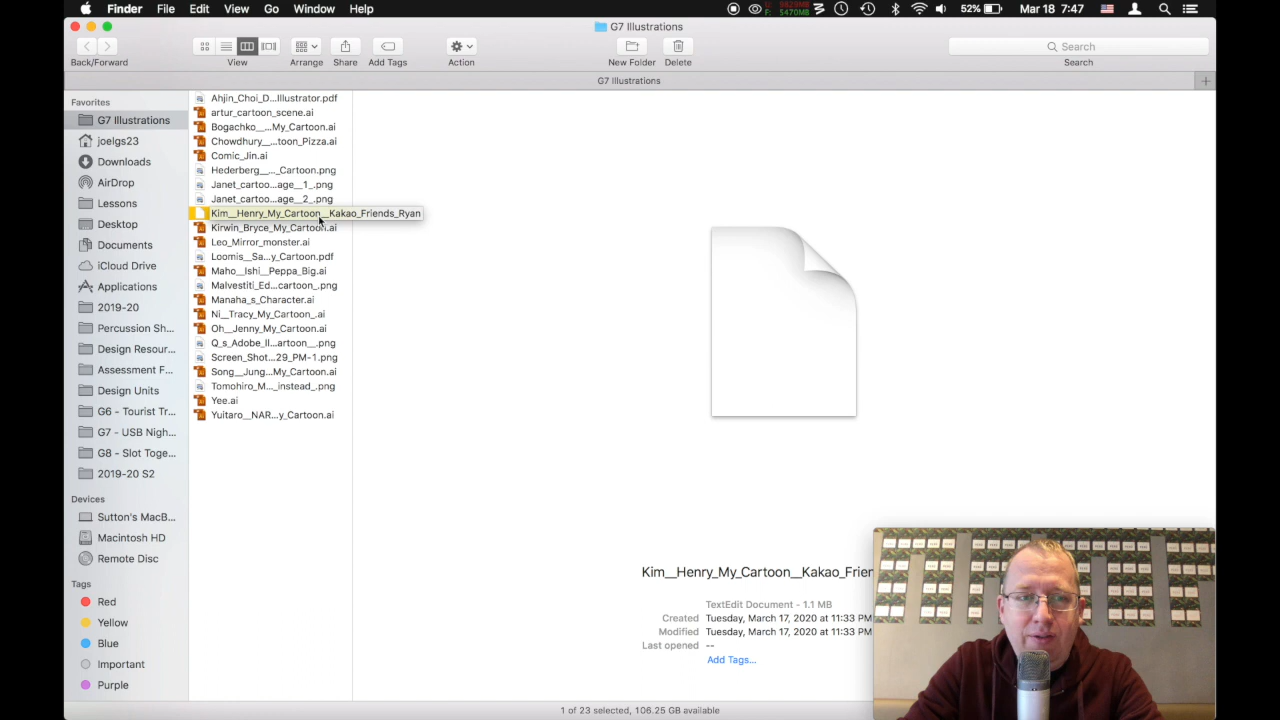 Finder File Edit View Go Window Help
52% Mar 18 7:47
G7 Illustrations
Back/Forward View Arrange Share Add Tags Action New Folder Delete Search
Search
G7 Illustrations
Favorites
G7 Illustrations
joelgs23
Downloads
AirDrop
Lessons
Desktop
Documents
iCloud Drive
Applications
2019-20
Percussion Sh...
Design Resour...
Assessment F...
Design Units
G6 - Tourist Tr...
G7 - USB Nigh...
G8 - Slot Toge...
2019-20 S2
Devices
Sutton's MacB...
Macintosh HD
Remote Disc
Tags
Red
Yellow
Blue
Important
Purple
Ahjin_Choi_D...Illustrator.pdf
artur_cartoon_scene.ai
Bogachko__...My_Cartoon.ai
Chowdhury__...toon_Pizza.ai
Comic_Jin.ai
Hederberg__..._Cartoon.png
Janet_cartoo...age__1_.png
Janet_cartoo...age__2_.png
Kim__Henry_My_Cartoon__Kakao_Friends_Ryan
Kirwin_Bryce_My_Cartoon.ai
Leo_Mirror_monster.ai
Loomis__Sa...y_Cartoon.pdf
Maho__Ishi__Peppa_Big.ai
Malvestiti_Ed...cartoon_.png
Manaha_s_Character.ai
Ni__Tracy_My_Cartoon_.ai
Oh__Jenny_My_Cartoon.ai
Q_s_Adobe_Il...artoon__.png
Screen_Shot...29_PM-1.png
Song__Jung...My_Cartoon.ai
Tomohiro_M..._instead_.png
Yee.ai
Yuitaro__NAR...y_Cartoon.ai
Kim__Henry_My_Cartoon__Kakao_Frien
TextEdit Document - 1.1 MB
Created Tuesday, March 17, 2020 at 11:33 PM
Modified Tuesday, March 17, 2020 at 11:33 PM
Last opened --
Add Tags...
1 of 23 selected, 106.25 GB available